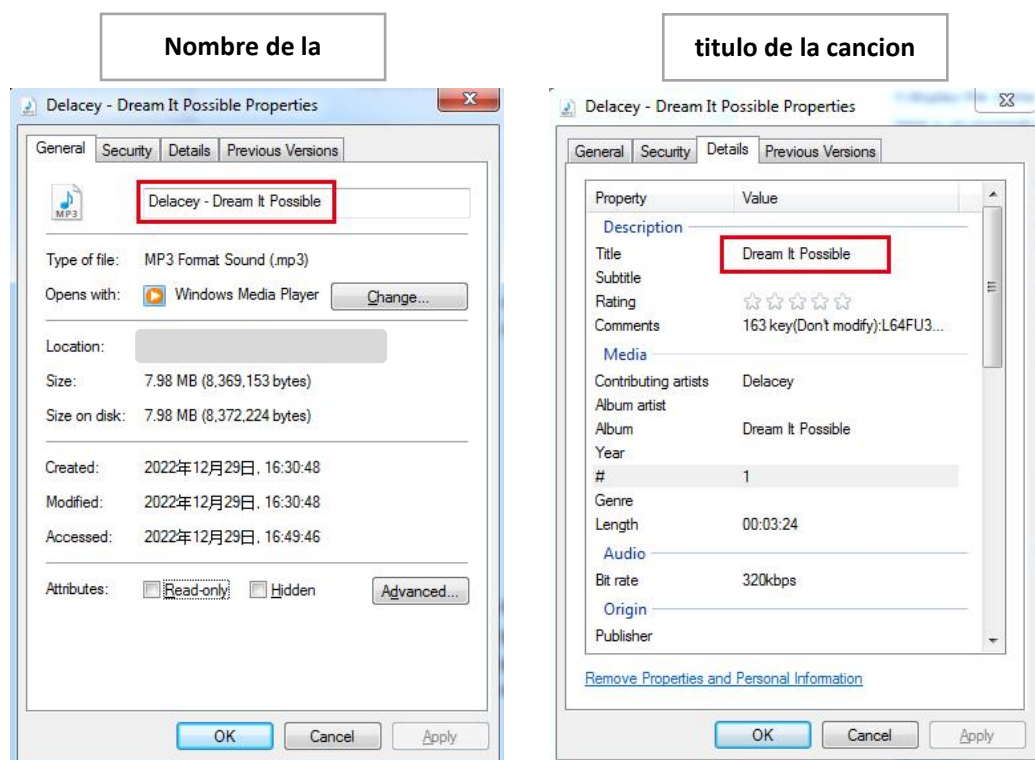 Nombre de la
Delacey - Dream It Possible Properties
General Security Details Previous Versions
MP3
Delacey - Dream It Possible
Type of file: MP3 Format Sound (.mp3)
Opens with: Windows Media Player Change...
Location:
Size: 7.98 MB (8,369,153 bytes)
Size on disk: 7.98 MB (8,372,224 bytes)
Created: 2022年12月29日, 16:30:48
Modified: 2022年12月29日, 16:30:48
Accessed: 2022年12月29日, 16:49:46
Attributes: Read-only Hidden Advanced...
OK Cancel Apply
titulo de la cancion
Delacey - Dream It Possible Properties
General Security Details Previous Versions
Property Value
Description
Title Dream It Possible
Subtitle
Rating
Comments 163 key(Don't modify):L64FU3...
Media
Contributing artists Delacey
Album artist
Album Dream It Possible
Year
# 1
Genre
Length 00:03:24
Audio
Bit rate 320kbps
Origin
Publisher
Remove Properties and Personal Information
OK Cancel Apply